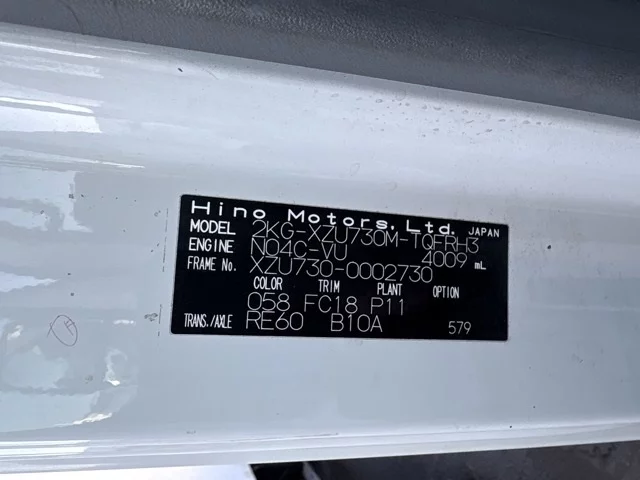 Hino Motors, Ltd. JAPAN
MODEL 2KG-XZU730M-TQFRH3
ENGINE N04C-VU 4009 mL
FRAME No. XZU730-0002730
COLOR TRIM PLANT OPTION
058 FC18 P11
TRANS./AXLE RE60 B10A 579